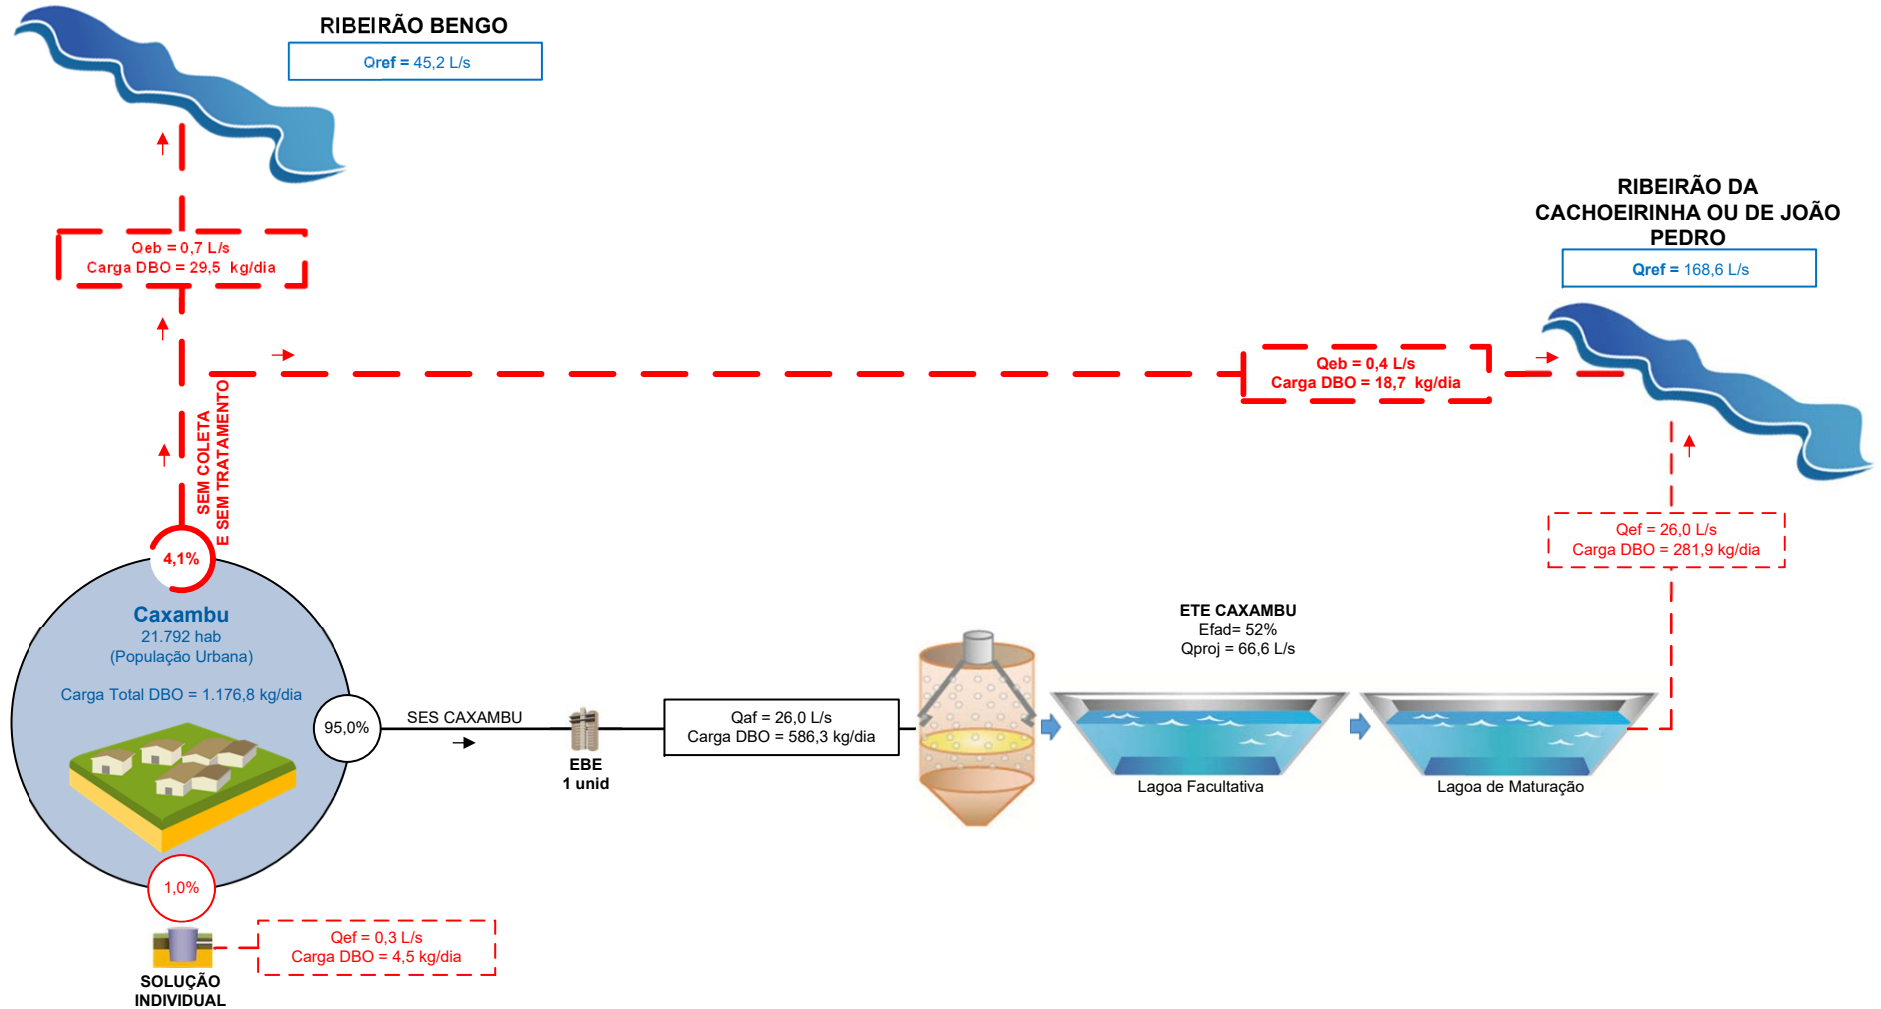 RIBEIRÃO BENGO
Qref = 45,2 L/s
RIBEIRÃO DA
CACHOEIRINHA OU DE JOÃO
PEDRO
Qref = 168,6 L/s
Qeb = 0,7 L/s
Carga DBO = 29,5 kg/dia
Qeb = 0,4 L/s
Carga DBO = 18,7 kg/dia
SEM COLETA
E SEM TRATAMENTO
Qef = 26,0 L/s
Carga DBO = 281,9 kg/dia
4,1%
Caxambu
21.792 hab
(População Urbana)
Carga Total DBO = 1.176,8 kg/dia
95,0%
SES CAXAMBU
EBE
1 unid
Qaf = 26,0 L/s
Carga DBO = 586,3 kg/dia
ETE CAXAMBU
Efad= 52%
Qproj = 66,6 L/s
Lagoa Facultativa
Lagoa de Maturação
1,0%
Qef = 0,3 L/s
Carga DBO = 4,5 kg/dia
SOLUÇÃO
INDIVIDUAL